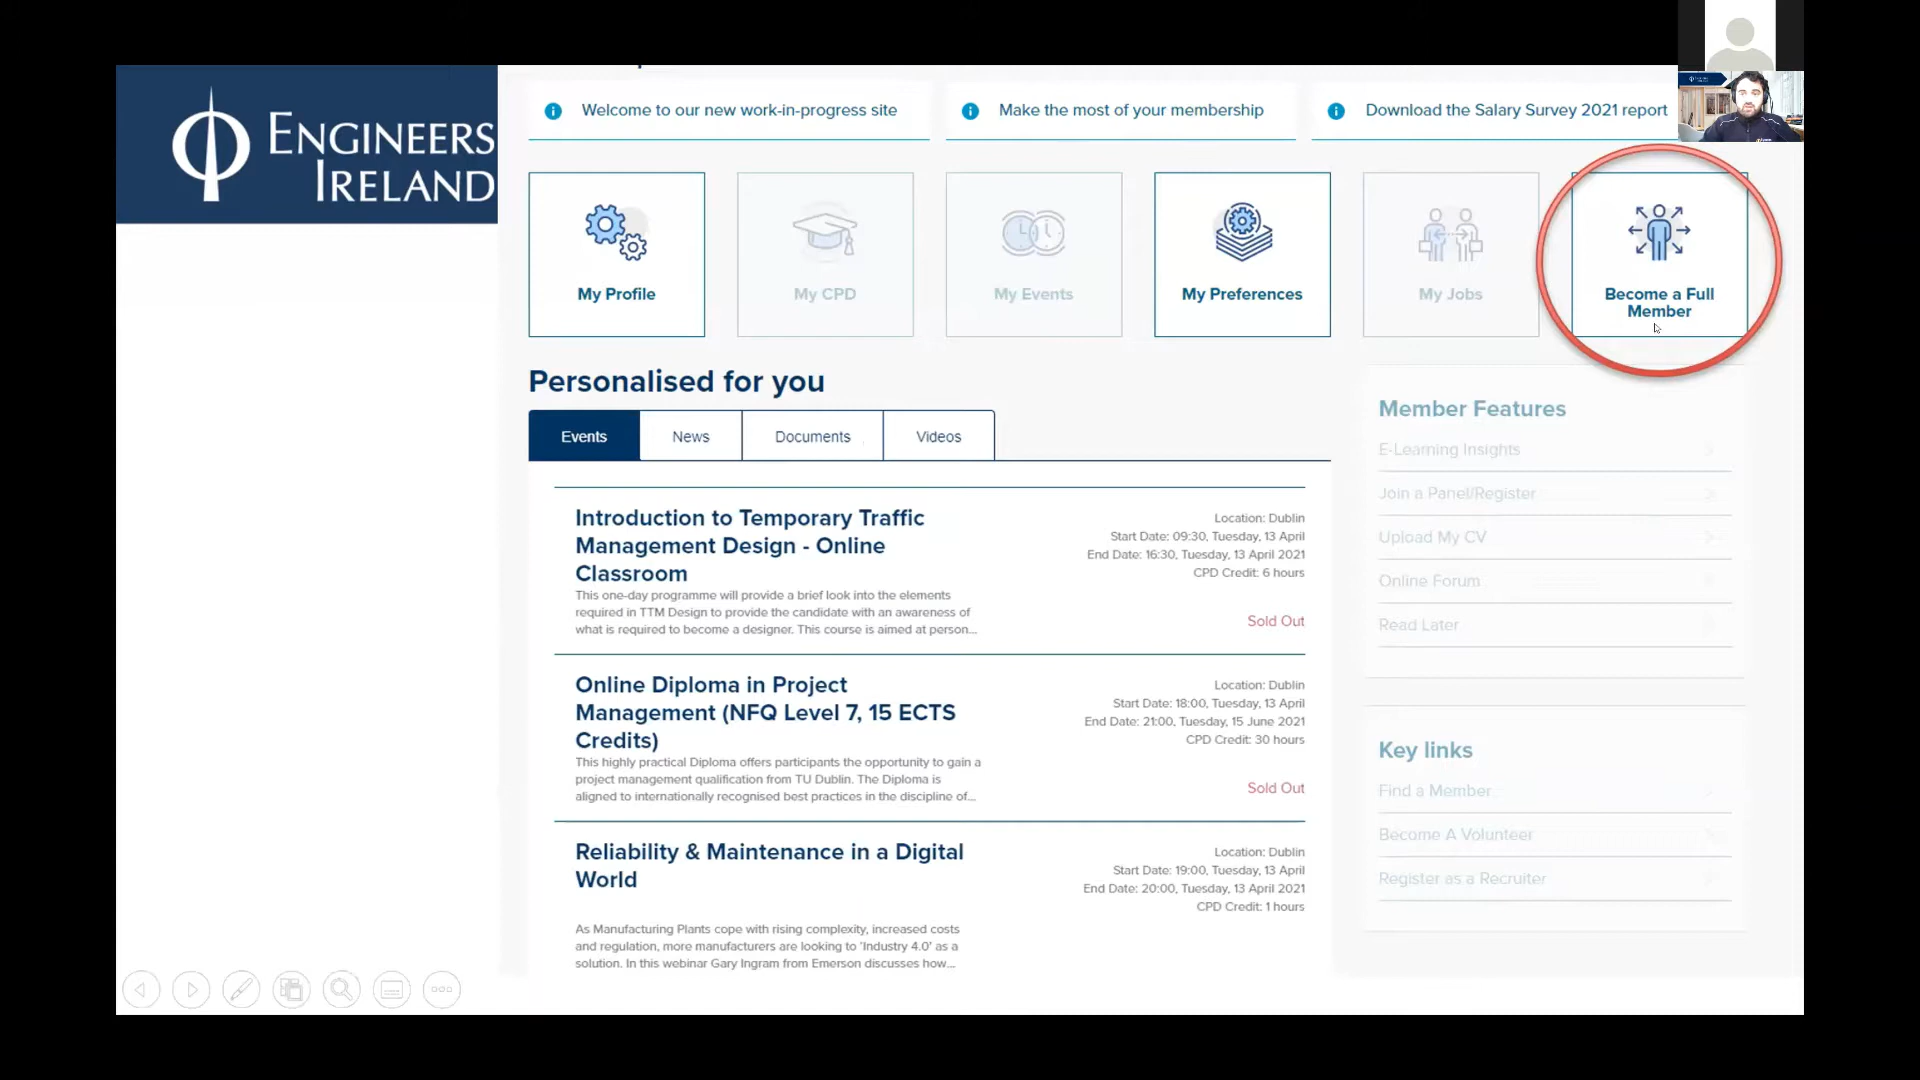 ENGINEERS
IRELAND
Welcome to our new work-in-progress site
Make the most of your membership
Download the Salary Survey 2021 report
My Profile
My CPD
My Events
My Preferences
My Jobs
Become a Full
Member
Personalised for you
Events
News
Documents
Videos
Introduction to Temporary Traffic
Management Design - Online
Classroom
This one-day programme will provide a brief look into the elements
required in TTM Design to provide the candidate with an awareness of
what is required to become a designer. This course is aimed at person...
Location: Dublin
Start Date: 09:30, Tuesday, 13 April
End Date: 16:30, Tuesday, 13 April 2021
CPD Credit: 6 hours
Sold Out
Online Diploma in Project
Management (NFQ Level 7, 15 ECTS
Credits)
This highly practical Diploma offers participants the opportunity to gain a
project management qualification from TU Dublin. The Diploma is
aligned to internationally recognised best practices in the discipline of...
Location: Dublin
Start Date: 18:00, Tuesday, 13 April
End Date: 21:00, Tuesday, 15 June 2021
CPD Credit: 30 hours
Sold Out
Reliability & Maintenance in a Digital
World
As Manufacturing Plants cope with rising complexity, increased costs
and regulation, more manufacturers are looking to 'Industry 4.0' as a
solution. In this webinar Gary Ingram from Emerson discusses how...
Location: Dublin
Start Date: 19:00, Tuesday, 13 April
End Date: 20:00, Tuesday, 13 April 2021
CPD Credit: 1 hours
Member Features
E-Learning Insights
Join a Panel/Register
Upload My CV
Online Forum
Read Later
Key links
Find a Member
Become A Volunteer
Register as a Recruiter